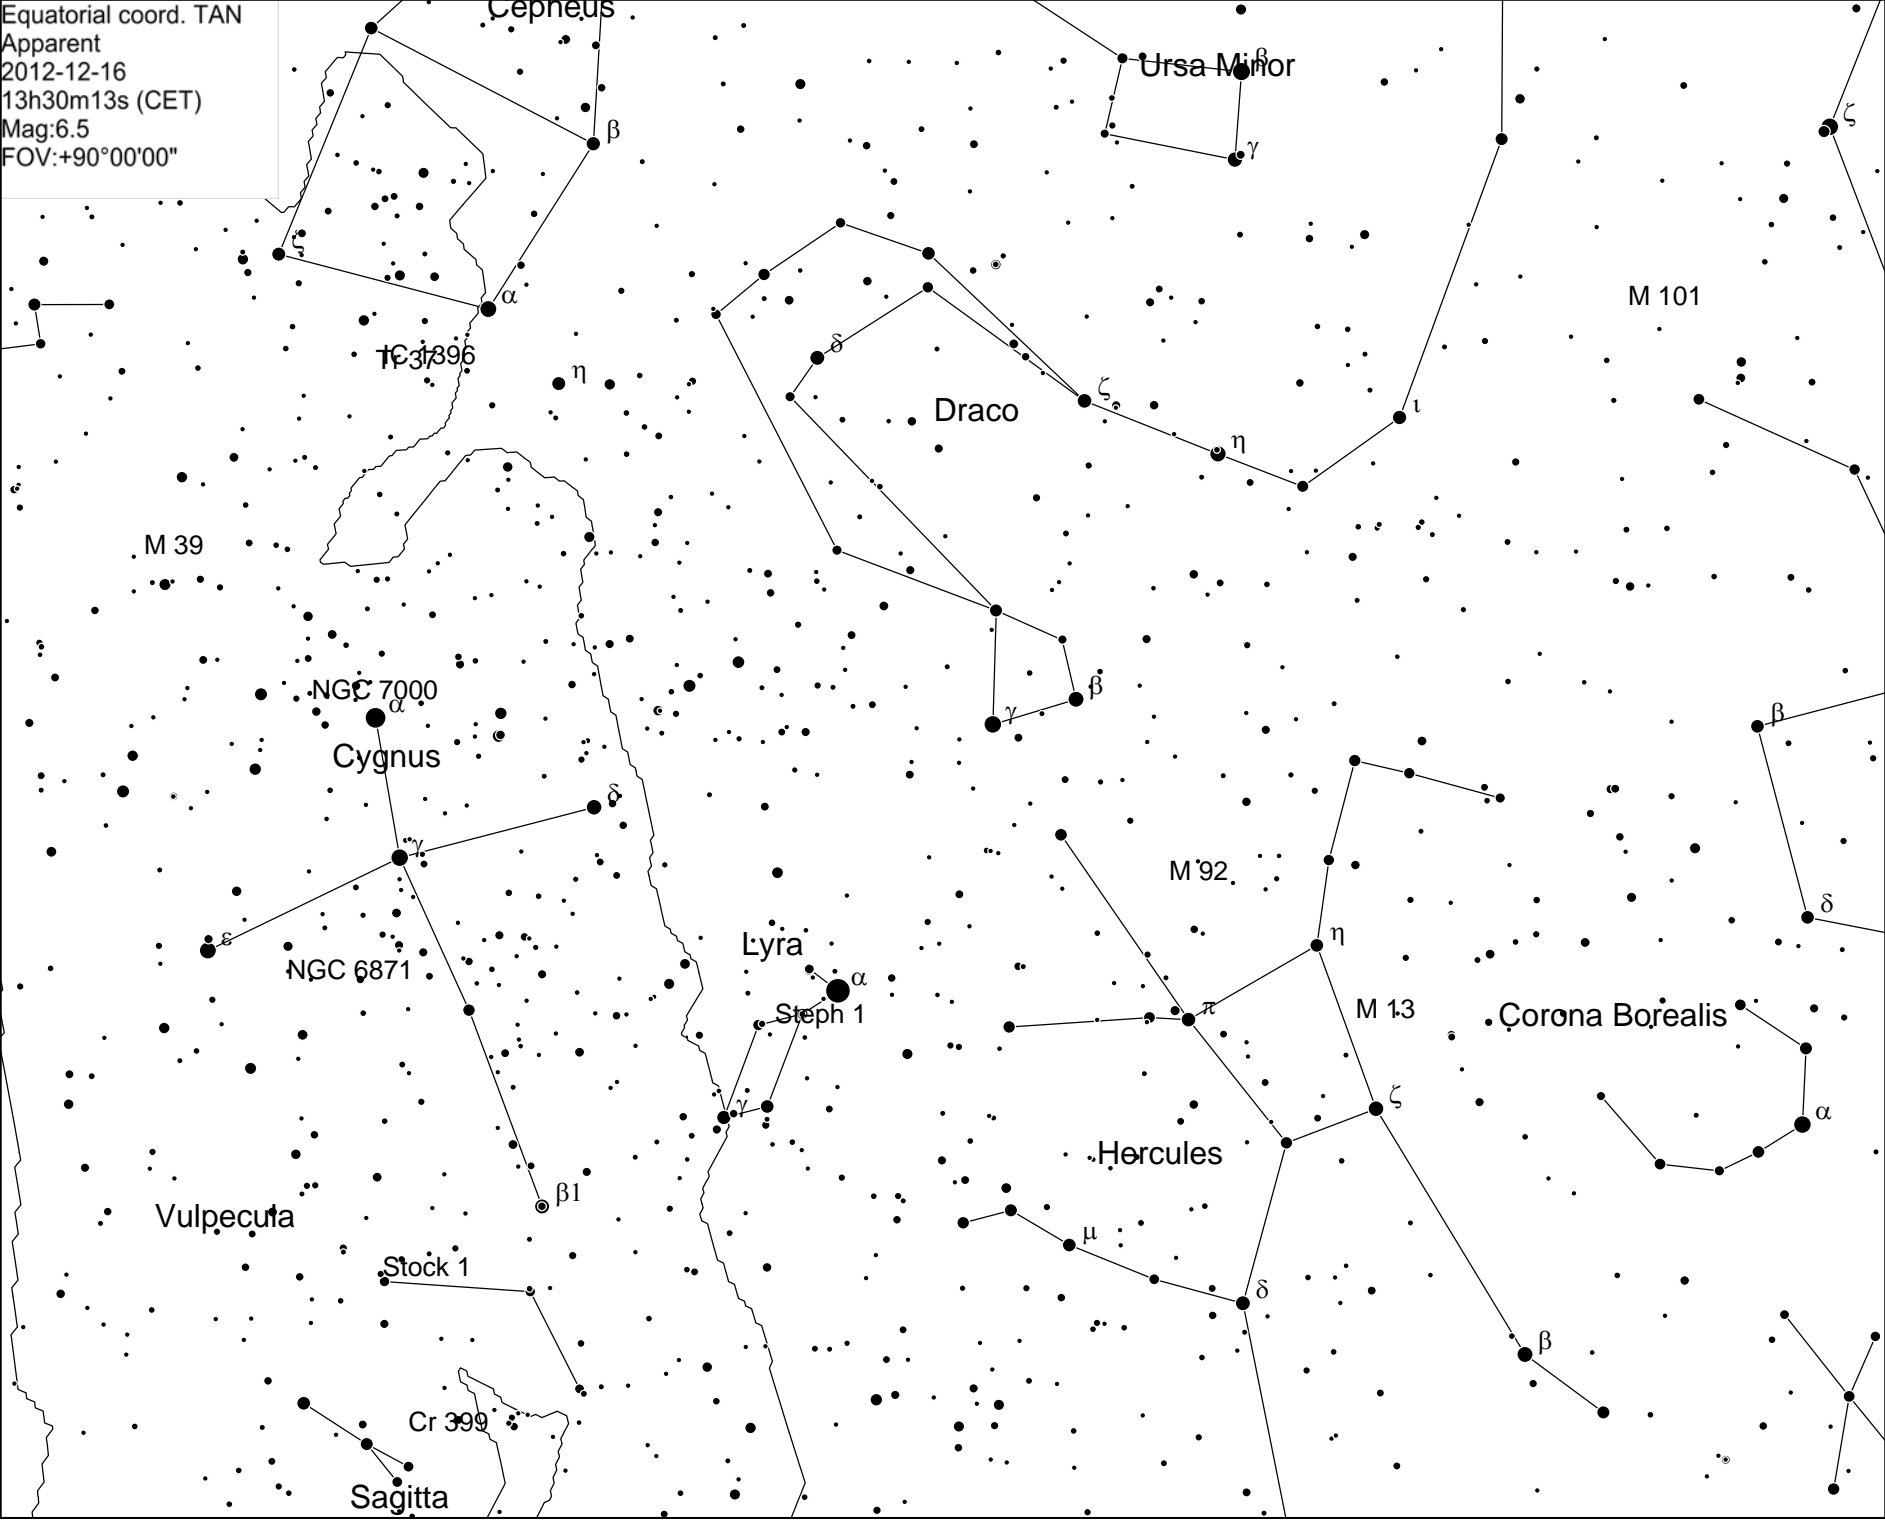 Equatorial coord. TAN
Apparent
2012-12-16
13h30m13s (CET)
Mag:6.5
FOV:+90°00'00"
Cepheus
Ursa Minor
β
ζ
β
γ
ζ
α
M 101
IC 1396
Tr 37
η
δ
ζ
Draco
ι
η
M 39
NGC 7000
α
β
γ
β
Cygnus
δ
γ
M 92
δ
ε
Lyra
η
NGC 6871
α
Steph 1
π
M 13
Corona Borealis
γ
ζ
α
Hercules
β1
Vulpecula
μ
Stock 1
δ
β
Cr 399
Sagitta